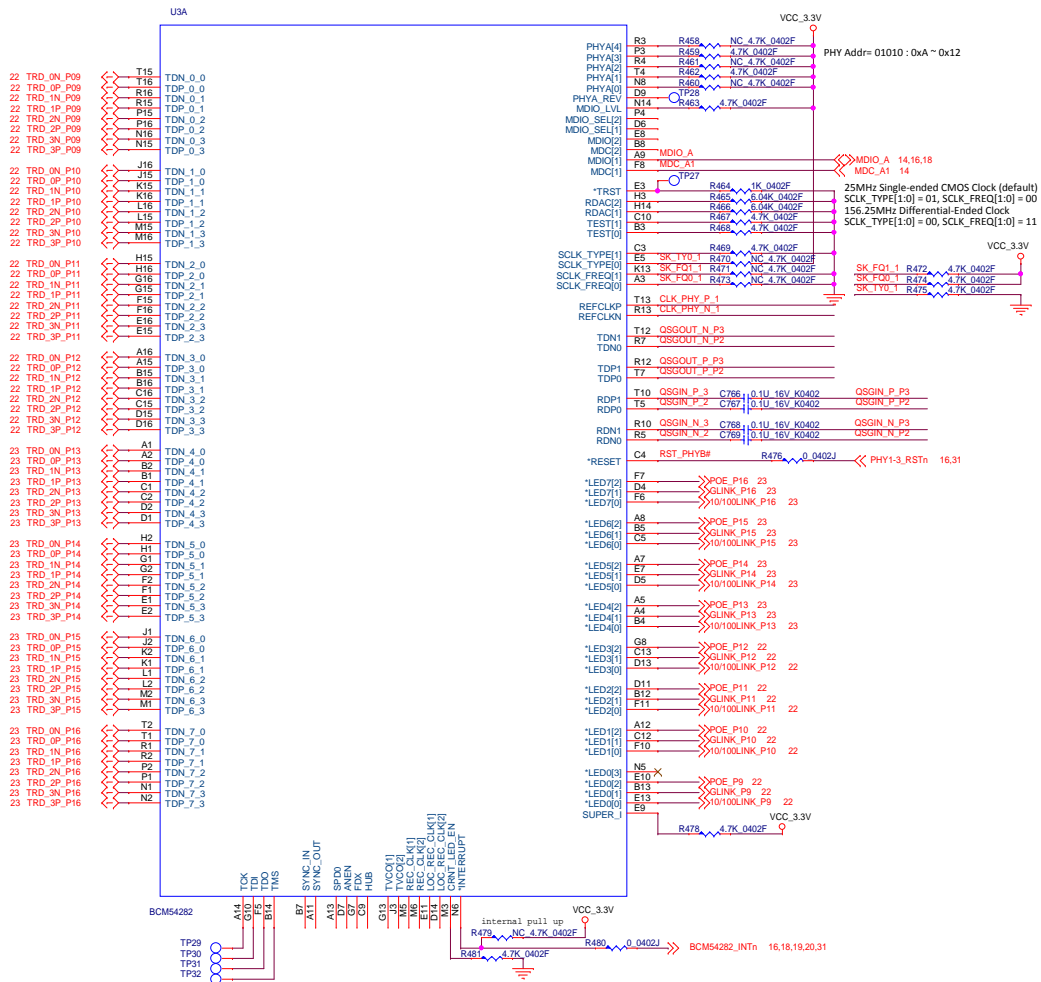 U3A
VCC_3.3V
PHYA[4] R3 R458 NC_4.7K_0402F
PHYA[3] P3 R459 4.7K_0402F
PHYA[2] R4 R461 NC_4.7K_0402F
PHYA[1] T4 R462 4.7K_0402F
PHYA[0] N8 R460 NC_4.7K_0402F
PHY Addr= 01010 : 0xA ~ 0x12
PHYA_REV D9 TP28
MDIO_LVL N14 R463 4.7K_0402F
MDIO_SEL[2] P4
MDIO_SEL[1] D6
MDIO[2] E8
MDC[2] B8
MDIO[1] A9 MDIO_A MDIO_A 14,16,18
MDC[1] F8 MDC_A1 MDC_A1 14
TP27
*TRST E3 R464 1K_0402F
RDAC[2] H3 R465 6.04K_0402F
RDAC[1] H14 R466 6.04K_0402F
TEST[1] C10 R467 4.7K_0402F
TEST[0] B3 R468 4.7K_0402F
25MHz Single-ended CMOS Clock (default)
SCLK_TYPE[1:0] = 01, SCLK_FREQ[1:0] = 00
156.25MHz Differential-Ended Clock
SCLK_TYPE[1:0] = 00, SCLK_FREQ[1:0] = 11
SCLK_TYPE[1] C3 R469 4.7K_0402F
SCLK_TYPE[0] E5 SK_TY0_1 R470 NC_4.7K_0402F
SCLK_FREQ[1] K13 SK_FQ1_1 R471 NC_4.7K_0402F
SCLK_FREQ[0] A3 SK_FQ0_1 R473 NC_4.7K_0402F
VCC_3.3V
SK_FQ1_1 R472 4.7K_0402F
SK_FQ0_1 R474 4.7K_0402F
SK_TY0_1 R475 4.7K_0402F
REFCLKP T13 CLK_PHY_P_1
REFCLKN R13 CLK_PHY_N_1
TDN1 T12 QSGOUT_N_P3
TDN0 R7 QSGOUT_N_P2
TDP1 R12 QSGOUT_P_P3
TDP0 T7 QSGOUT_P_P2
RDP1 T10 QSGIN_P_3 C766 0.1U_16V_K0402 QSGIN_P_P3
RDP0 T5 QSGIN_P_2 C767 0.1U_16V_K0402 QSGIN_P_P2
RDN1 R10 QSGIN_N_3 C768 0.1U_16V_K0402 QSGIN_N_P3
RDN0 R5 QSGIN_N_2 C769 0.1U_16V_K0402 QSGIN_N_P2
*RESET C4 RST_PHYB# R476 0_0402J PHY1-3_RSTn 16,31
*LED7[2] F7 POE_P16 23
*LED7[1] D4 GLINK_P16 23
*LED7[0] F6 10/100LINK_P16 23
*LED6[2] A8 POE_P15 23
*LED6[1] B5 GLINK_P15 23
*LED6[0] C5 10/100LINK_P15 23
*LED5[2] A7 POE_P14 23
*LED5[1] E7 GLINK_P14 23
*LED5[0] D5 10/100LINK_P14 23
*LED4[2] A5 POE_P13 23
*LED4[1] A4 GLINK_P13 23
*LED4[0] B4 10/100LINK_P13 23
*LED3[2] G8 POE_P12 22
*LED3[1] C13 GLINK_P12 22
*LED3[0] D13 10/100LINK_P12 22
*LED2[2] D11 POE_P11 22
*LED2[1] B12 GLINK_P11 22
*LED2[0] F11 10/100LINK_P11 22
*LED1[2] A12 POE_P10 22
*LED1[1] C12 GLINK_P10 22
*LED1[0] F10 10/100LINK_P10 22
*LED0[3] N5
*LED0[2] E10 POE_P9 22
*LED0[1] B13 GLINK_P9 22
*LED0[0] E13 10/100LINK_P9 22
SUPER_I E9
R478 4.7K_0402F VCC_3.3V
22 TRD_0N_P09 T15 TDN_0_0
22 TRD_0P_P09 T16 TDP_0_0
22 TRD_1N_P09 R16 TDN_0_1
22 TRD_1P_P09 R15 TDP_0_1
22 TRD_2N_P09 P15 TDN_0_2
22 TRD_2P_P09 P16 TDP_0_2
22 TRD_3N_P09 N16 TDN_0_3
22 TRD_3P_P09 N15 TDP_0_3
22 TRD_0N_P10 J16 TDN_1_0
22 TRD_0P_P10 J15 TDP_1_0
22 TRD_1N_P10 K15 TDN_1_1
22 TRD_1P_P10 K16 TDP_1_1
22 TRD_2N_P10 L16 TDN_1_2
22 TRD_2P_P10 L15 TDP_1_2
22 TRD_3N_P10 M15 TDN_1_3
22 TRD_3P_P10 M16 TDP_1_3
22 TRD_0N_P11 H15 TDN_2_0
22 TRD_0P_P11 H16 TDP_2_0
22 TRD_1N_P11 G16 TDN_2_1
22 TRD_1P_P11 G15 TDP_2_1
22 TRD_2N_P11 F15 TDN_2_2
22 TRD_2P_P11 F16 TDP_2_2
22 TRD_3N_P11 E16 TDN_2_3
22 TRD_3P_P11 E15 TDP_2_3
22 TRD_0N_P12 A16 TDN_3_0
22 TRD_0P_P12 A15 TDP_3_0
22 TRD_1N_P12 B15 TDN_3_1
22 TRD_1P_P12 B16 TDP_3_1
22 TRD_2N_P12 C16 TDN_3_2
22 TRD_2P_P12 C15 TDP_3_2
22 TRD_3N_P12 D15 TDN_3_3
22 TRD_3P_P12 D16 TDP_3_3
23 TRD_0N_P13 A1 TDN_4_0
23 TRD_0P_P13 A2 TDP_4_0
23 TRD_1N_P13 B2 TDN_4_1
23 TRD_1P_P13 B1 TDP_4_1
23 TRD_2N_P13 C1 TDN_4_2
23 TRD_2P_P13 C2 TDP_4_2
23 TRD_3N_P13 D2 TDN_4_3
23 TRD_3P_P13 D1 TDP_4_3
23 TRD_0N_P14 H2 TDN_5_0
23 TRD_0P_P14 H1 TDP_5_0
23 TRD_1N_P14 G1 TDN_5_1
23 TRD_1P_P14 G2 TDP_5_1
23 TRD_2N_P14 F2 TDN_5_2
23 TRD_2P_P14 F1 TDP_5_2
23 TRD_3N_P14 E1 TDN_5_3
23 TRD_3P_P14 E2 TDP_5_3
23 TRD_0N_P15 J1 TDN_6_0
23 TRD_0P_P15 J2 TDP_6_0
23 TRD_1N_P15 K2 TDN_6_1
23 TRD_1P_P15 K1 TDP_6_1
23 TRD_2N_P15 L1 TDN_6_2
23 TRD_2P_P15 L2 TDP_6_2
23 TRD_3N_P15 M2 TDN_6_3
23 TRD_3P_P15 M1 TDP_6_3
23 TRD_0N_P16 T2 TDN_7_0
23 TRD_0P_P16 T1 TDP_7_0
23 TRD_1N_P16 R1 TDN_7_1
23 TRD_1P_P16 R2 TDP_7_1
23 TRD_2N_P16 P2 TDN_7_2
23 TRD_2P_P16 P1 TDP_7_2
23 TRD_3N_P16 N1 TDN_7_3
23 TRD_3P_P16 N2 TDP_7_3
TCK A14
TDI G10
TDO F5
TMS B14
SYNC_IN B7
SYNC_OUT A11
SPD0 A13
ANEN D7
FDX G7
HUB C9
TVCO[1] G13
TVCO[2] J3
REC_CLK[1] M5
REC_CLK[2] M6
LOC_REC_CLK[1] E11
LOC_REC_CLK[2] D14
CRNT_LED_EN M3
*INTERRUPT N6
BCM54282
TP29
TP30
TP31
TP32
internal pull up
VCC_3.3V
R479 NC_4.7K_0402F
R480 0_0402J BCM54282_INTn 16,18,19,20,31
R481 4.7K_0402F